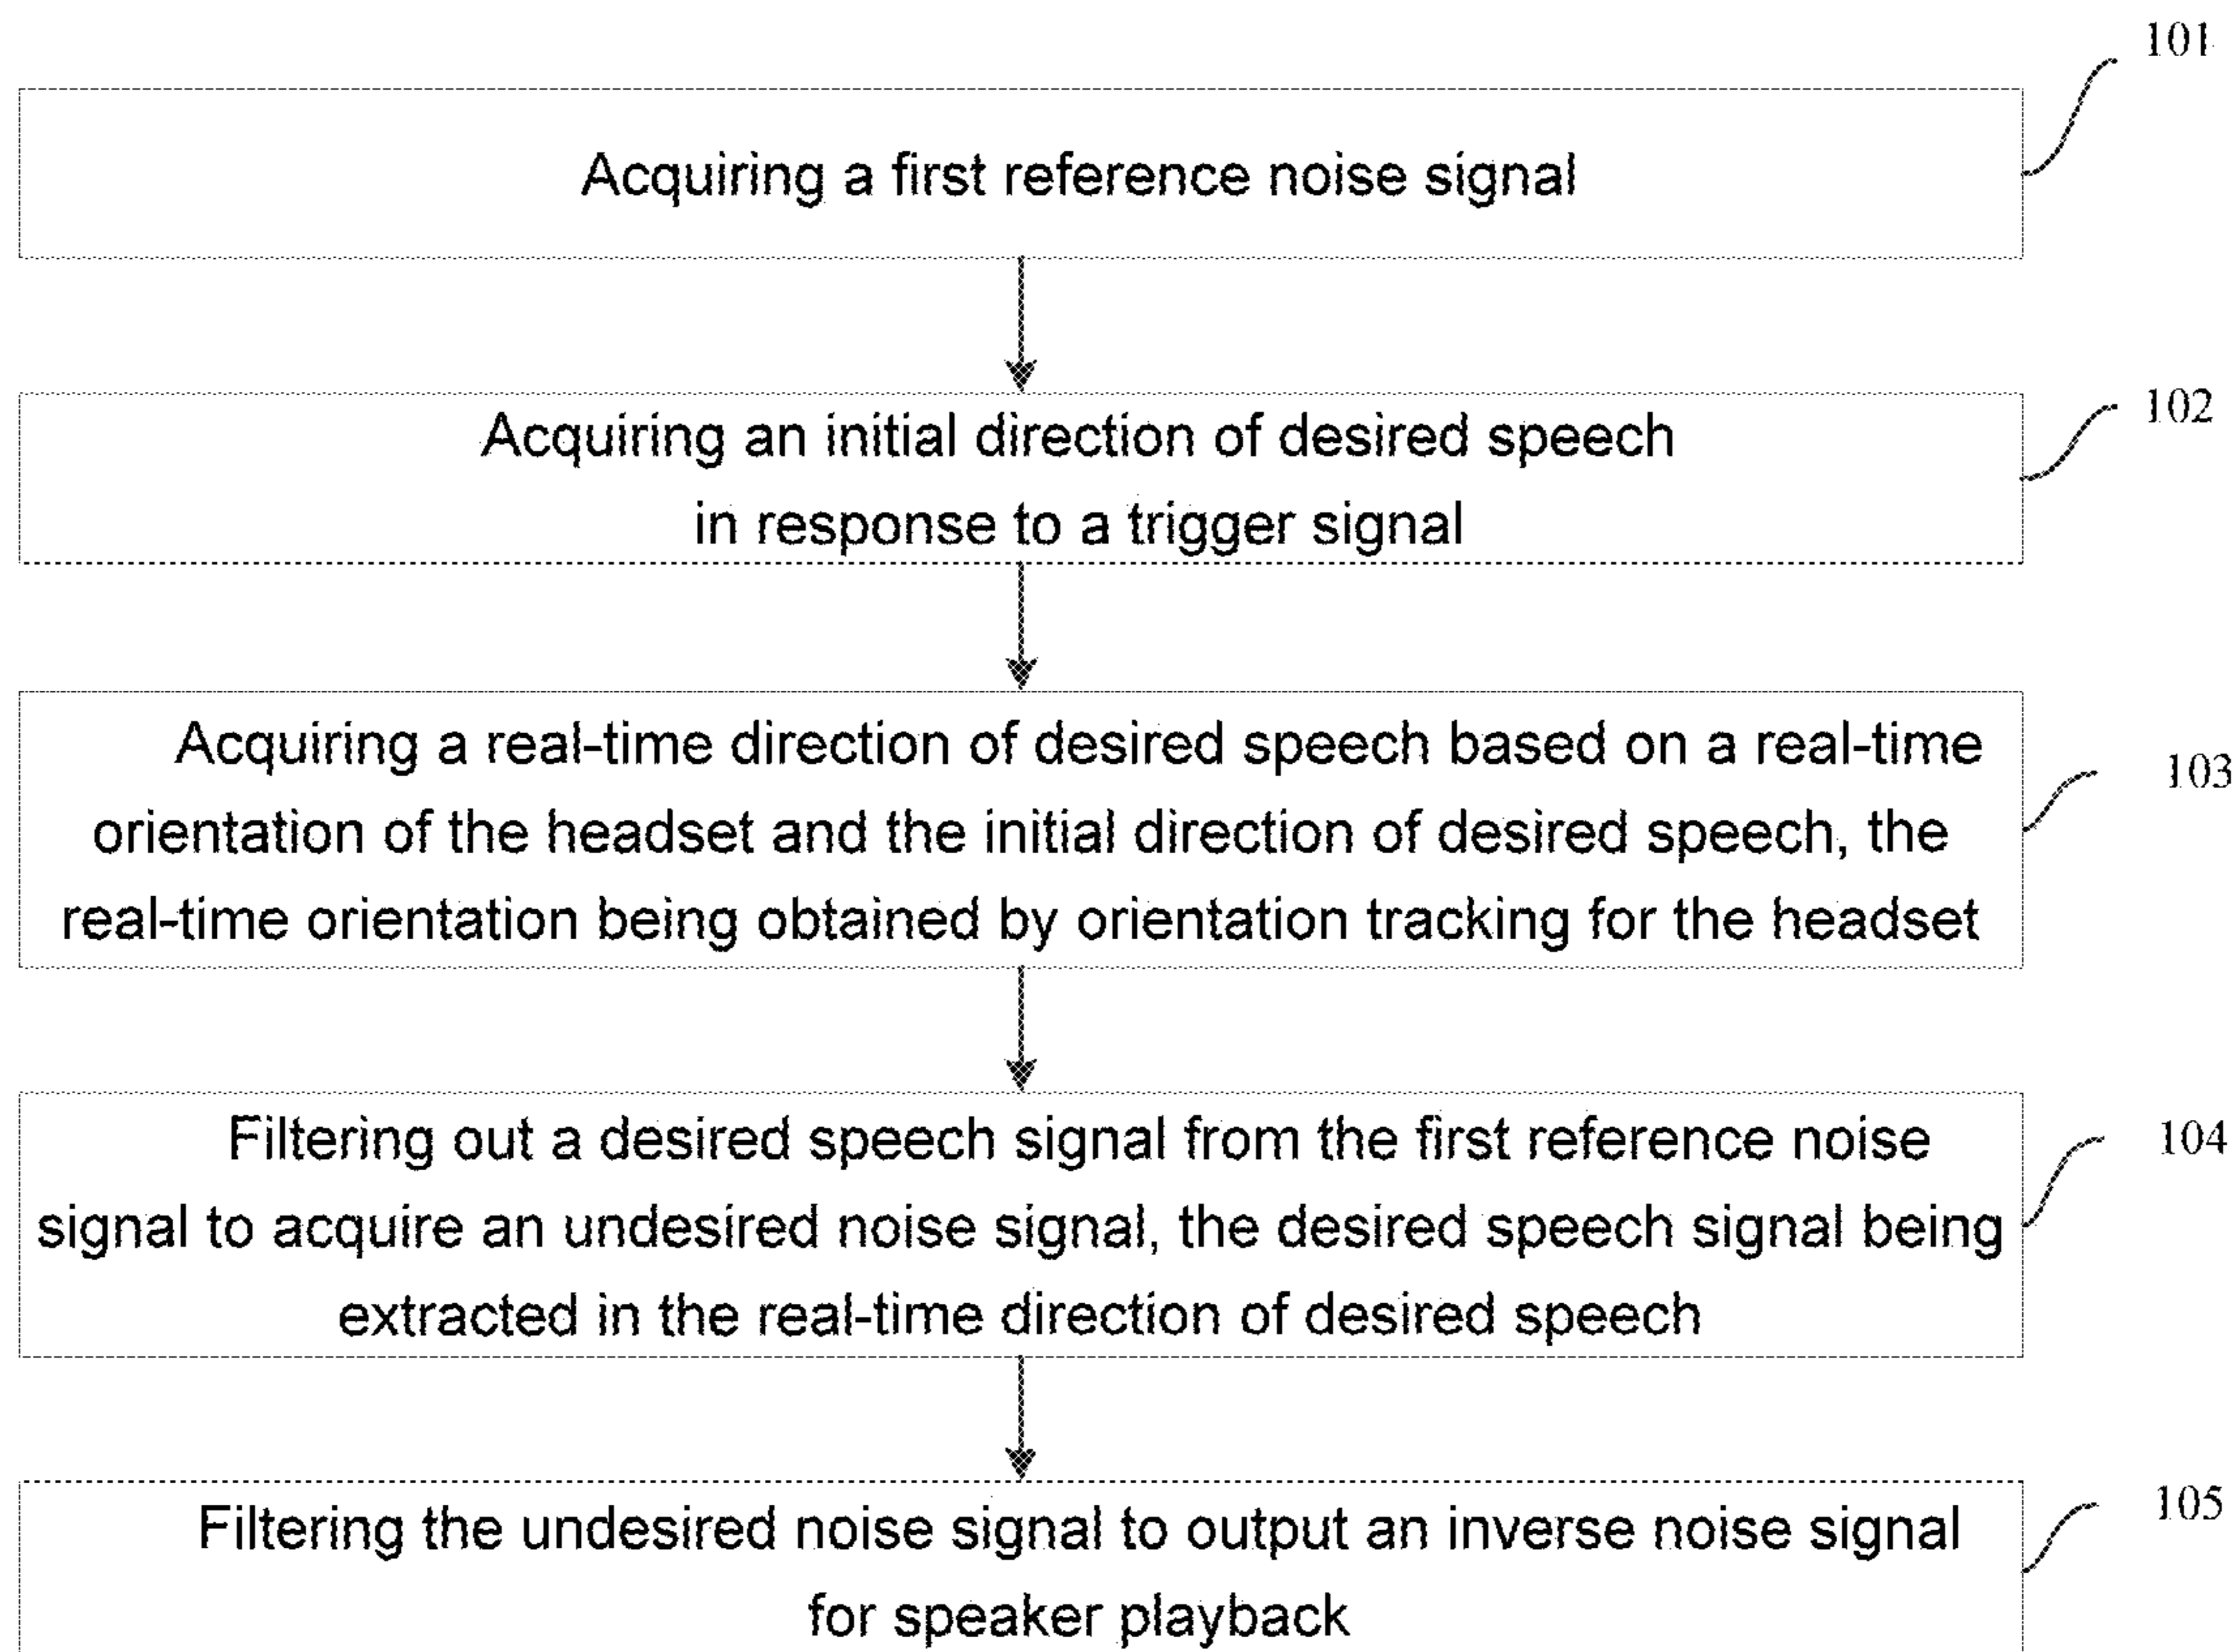 101
Acquiring a first reference noise signal
102
Acquiring an initial direction of desired speech
in response to a trigger signal
103
Acquiring a real-time direction of desired speech based on a real-time
orientation of the headset and the initial direction of desired speech, the
real-time orientation being obtained by orientation tracking for the headset
104
Filtering out a desired speech signal from the first reference noise
signal to acquire an undesired noise signal, the desired speech signal being
extracted in the real-time direction of desired speech
105
Filtering the undesired noise signal to output an inverse noise signal
for speaker playback